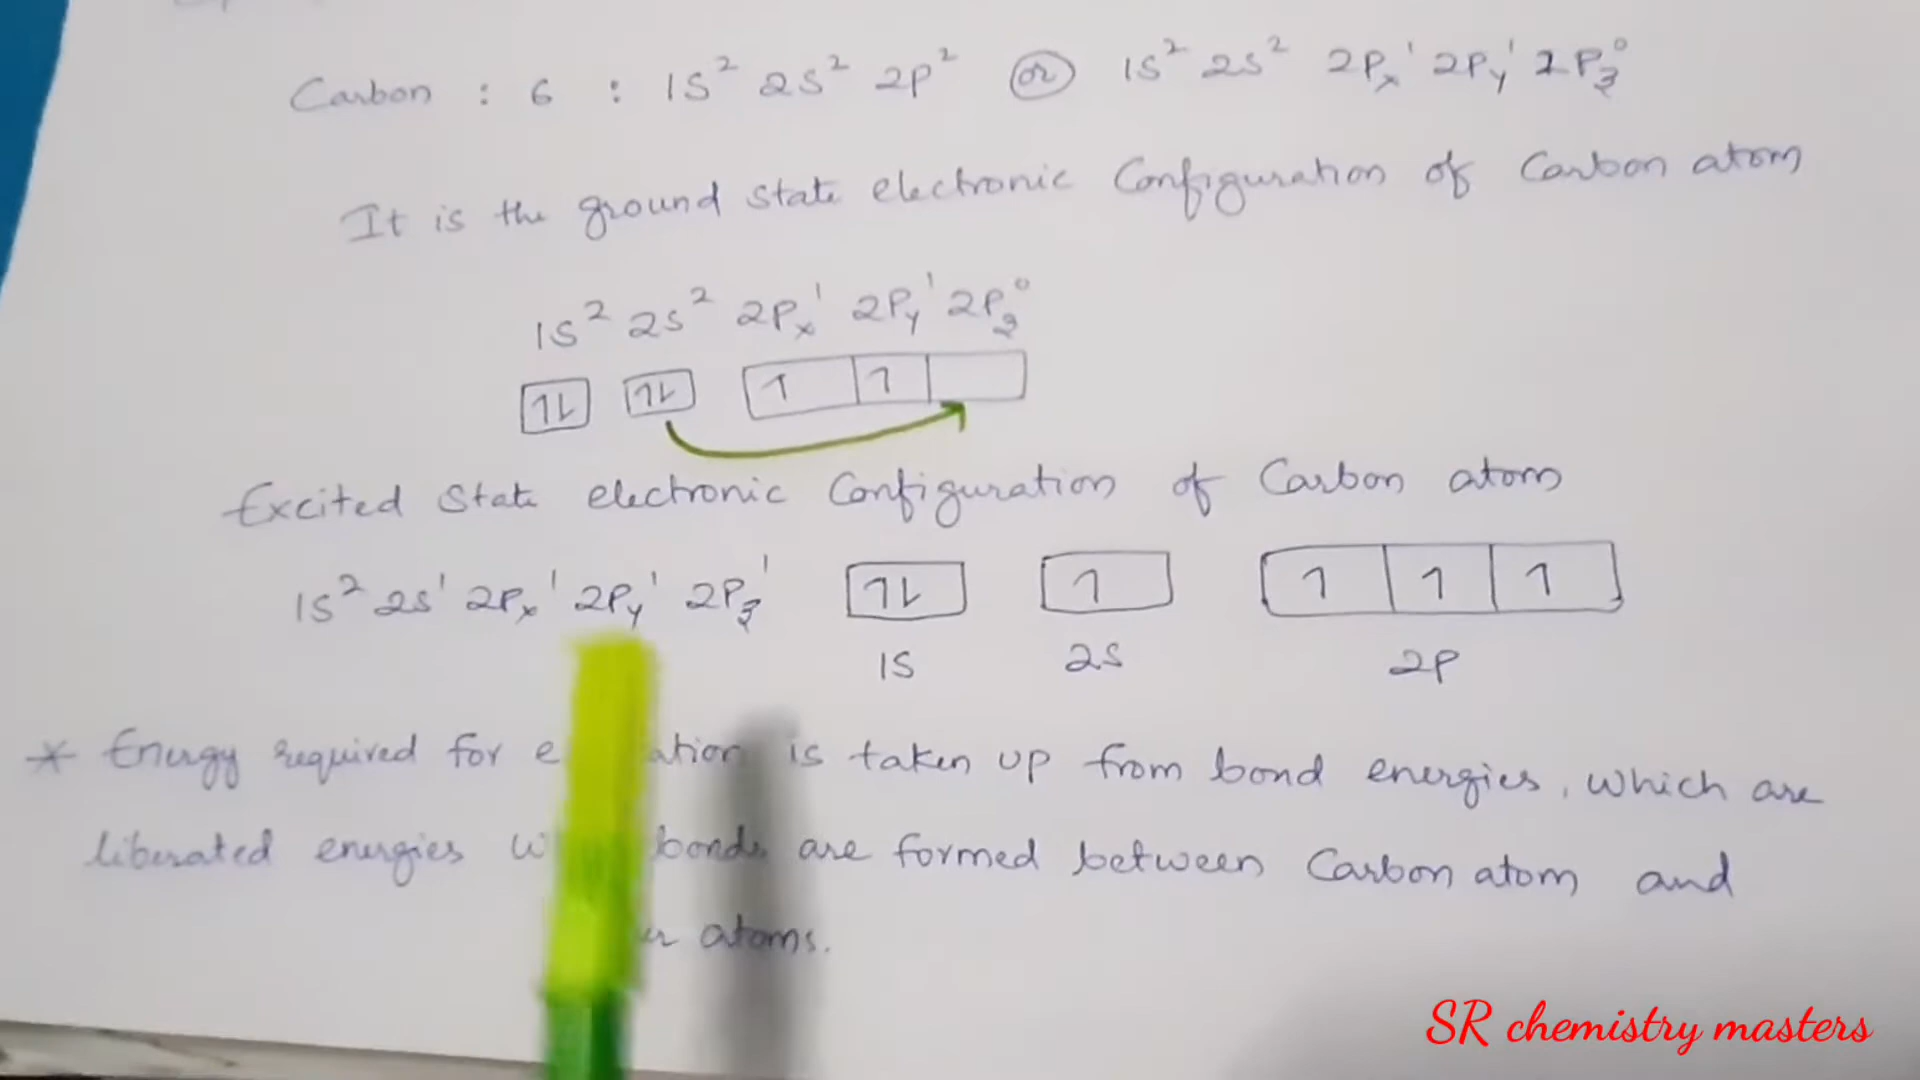 Carbon : 6 : 1s² 2s² 2p² (or) 1s² 2s² 2Px¹ 2Py¹ 2Pz⁰
It is the ground state electronic Configuration of Carbon atom
1s² 2s² 2Px¹ 2Py¹ 2Pz⁰
↿⇂ ↿⇂ ↿ ↿
Excited State electronic Configuration of Carbon atom
1s² 2s¹ 2Px¹ 2Py¹ 2Pz¹ ↿⇂ ↿ ↿ ↿ ↿
1s 2s 2p
* Energy required for is taken up from bond energies, which are
liberated energies bonds are formed between Carbon atom and
atoms.
SR chemistry masters